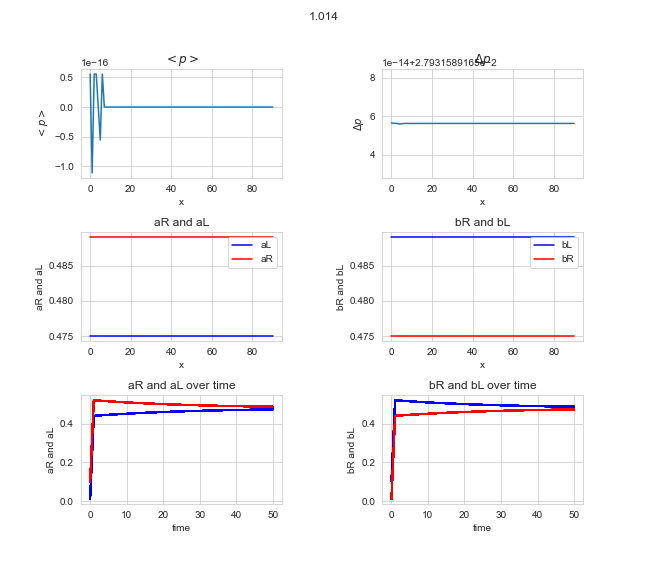 1.014
<p>
Δp
1e−16
1e−14+2.7931589165e−2
0.5
0.0
−0.5
−1.0
<p>
0 20 40 60 80
x
8
6
4
Δp
0 20 40 60 80
x
aR and aL
bR and bL
0.485
0.480
0.475
aR and aL
aL
aR
0 20 40 60 80
x
0.485
0.480
0.475
bR and bL
bL
bR
0 20 40 60 80
x
aR and aL over time
bR and bL over time
0.4
0.2
0.0
aR and aL
0 10 20 30 40 50
time
0.4
0.2
0.0
bR and bL
0 10 20 30 40 50
time